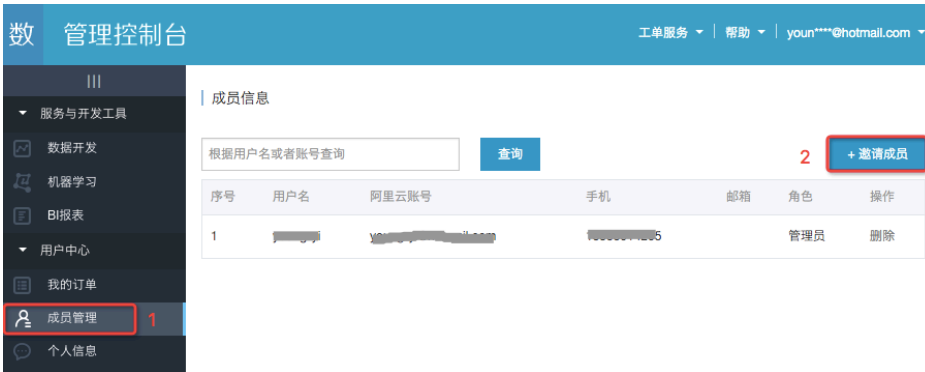 数 管理控制台 工单服务 帮助 youn****@hotmail.com
服务与开发工具
数据开发
机器学习
BI报表
用户中心
我的订单
成员管理 1
个人信息
成员信息
根据用户名或者账号查询 查询 2 +邀请成员
序号 用户名 阿里云账号 手机 邮箱 角色 操作
1 管理员 删除